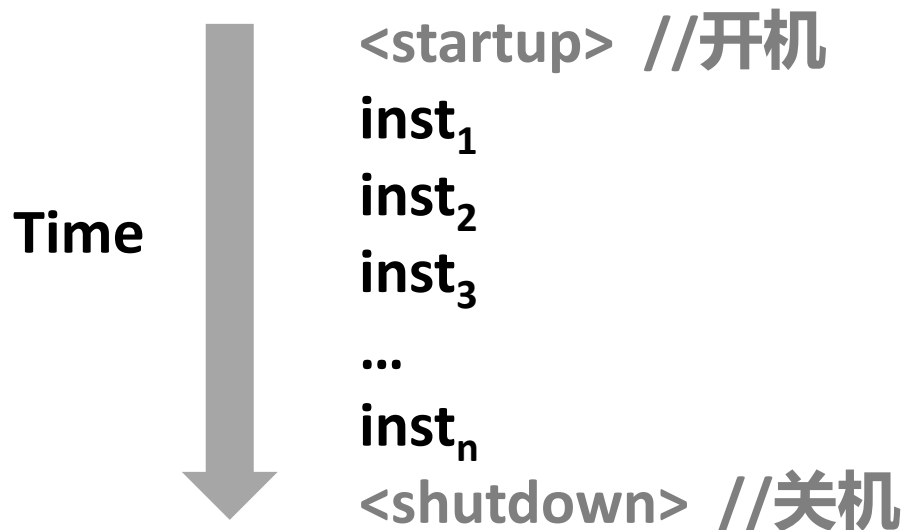 <startup> //开机
inst₁
inst₂
Time
inst₃
...
instₙ
<shutdown> //关机